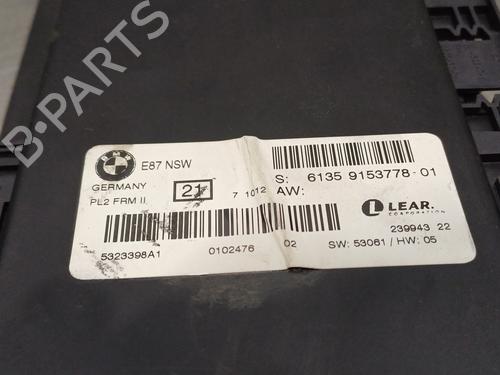 BMW
E87 NSW
GERMANY
PL2 FRM II
21
7 1012
S: 6135 9153778-01
AW:
LEAR.
CORPORATION
239943 22
5323398A1
0102476
02
SW: 53061 / HW: 05
B-PARTS